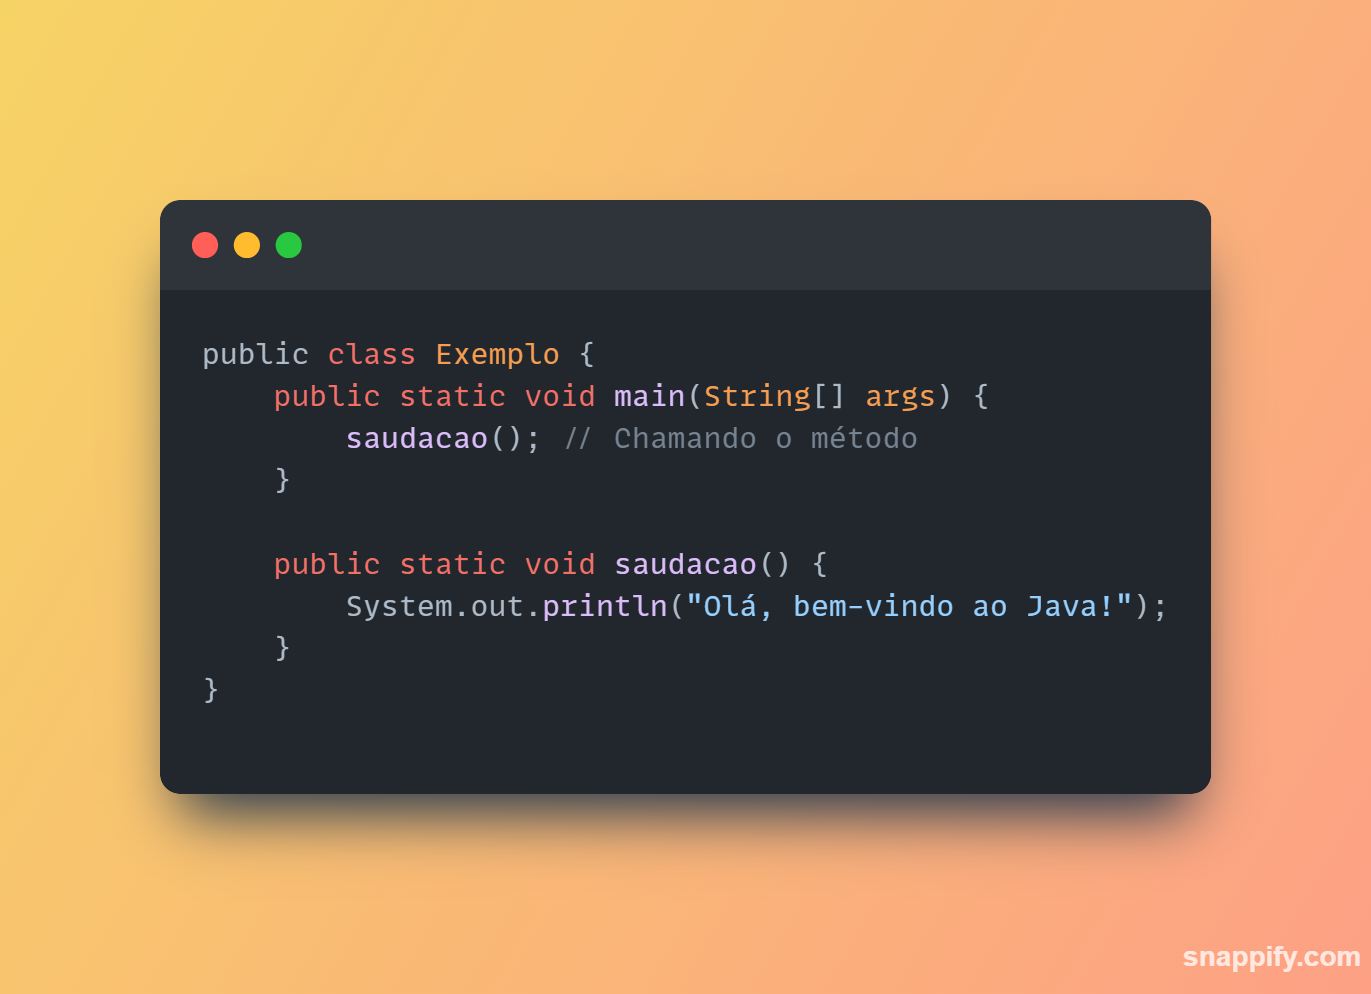 public class Exemplo {
    public static void main(String[] args) {
        saudacao(); // Chamando o método
    }

    public static void saudacao() {
        System.out.println("Olá, bem-vindo ao Java!");
    }
}
snappify.com